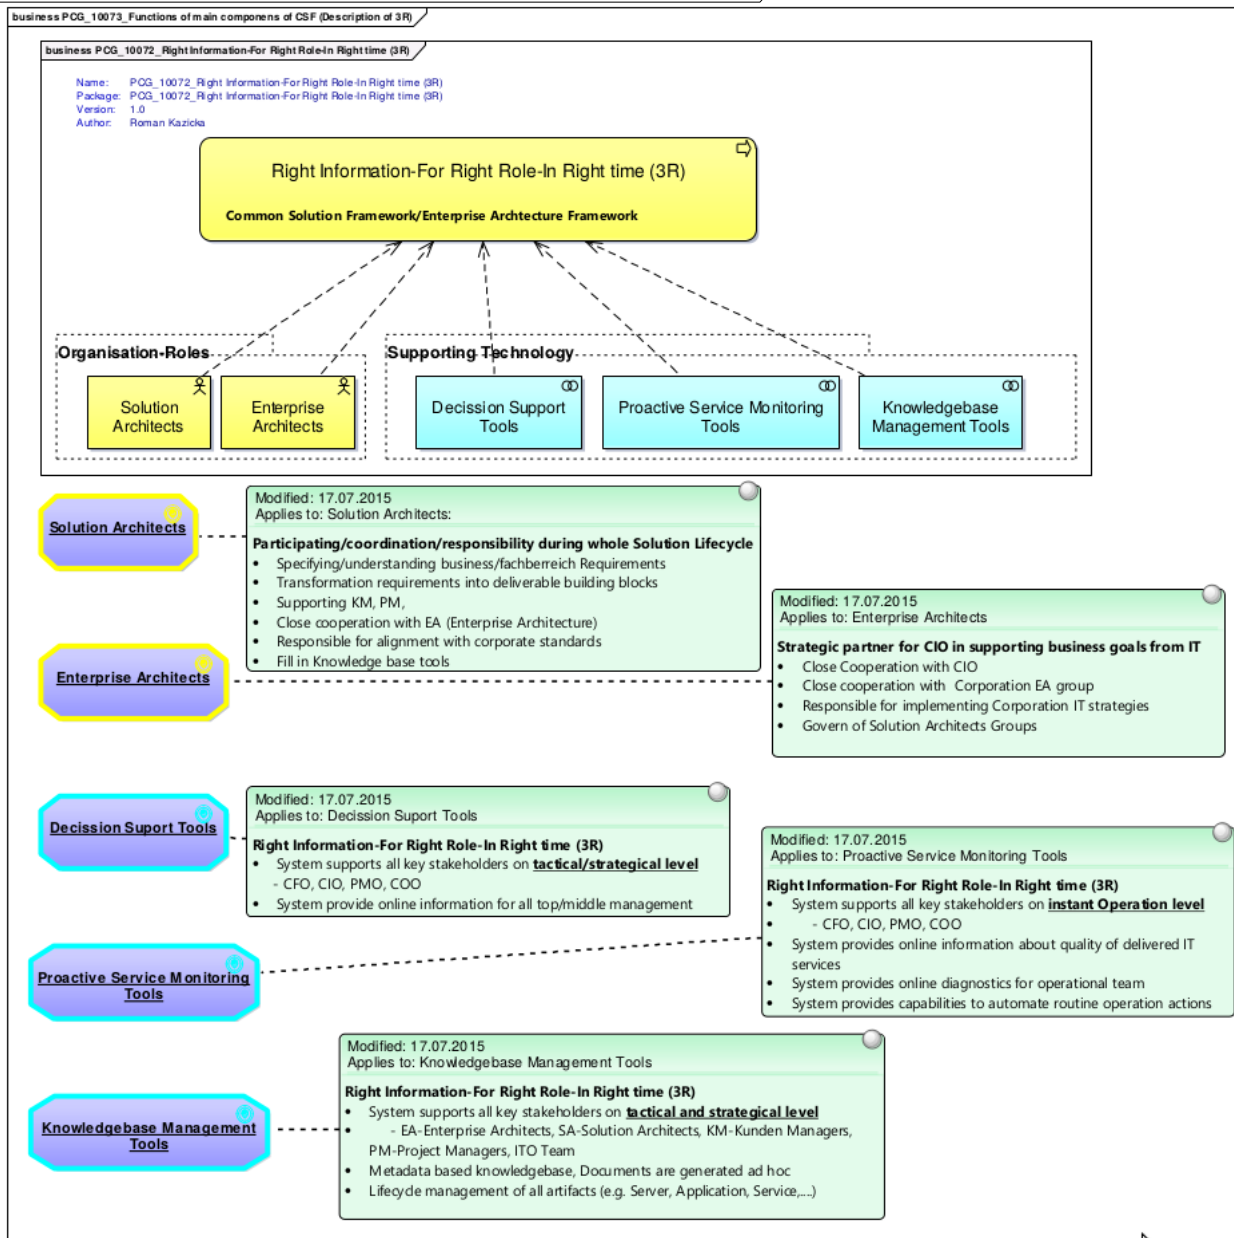 business PCG_10073_Functions of main componens of CSF (Description of 3R)
business PCG_10072_Right Information-For Right Role-In Right time (3R)
Name: PCG_10072_Right Information-For Right Role-In Right time (3R)
Package: PCG_10072_Right Information-For Right Role-In Right time (3R)
Version: 1.0
Author: Roman Kazicka
Right Information-For Right Role-In Right time (3R)
Common Solution Framework/Enterprise Archtecture Framework
Organisation-Roles
Supporting Technology
Solution
Architects
Enterprise
Architects
Decission Support
Tools
Proactive Service Monitoring
Tools
Knowledgebase
Management Tools
Solution Architects
Modified: 17.07.2015
Applies to: Solution Architects:
Participating/coordination/responsibility during whole Solution Lifecycle
• Specifying/understanding business/fachberreich Requirements
• Transformation requirements into deliverable building blocks
• Supporting KM, PM,
• Close cooperation with EA (Enterprise Architecture)
• Responsible for alignment with corporate standards
• Fill in Knowledge base tools
Enterprise Architects
Modified: 17.07.2015
Applies to: Enterprise Architects
Strategic partner for CIO in supporting business goals from IT
• Close Cooperation with CIO
• Close cooperation with Corporation EA group
• Responsible for implementing Corporation IT strategies
• Govern of Solution Architects Groups
Decission Suport Tools
Modified: 17.07.2015
Applies to: Decission Suport Tools
Right Information-For Right Role-In Right time (3R)
• System supports all key stakeholders on tactical/strategical level
- CFO, CIO, PMO, COO
• System provide online information for all top/middle management
Proactive Service Monitoring
Tools
Modified: 17.07.2015
Applies to: Proactive Service Monitoring Tools
Right Information-For Right Role-In Right time (3R)
• System supports all key stakeholders on instant Operation level
• - CFO, CIO, PMO, COO
• System provides online information about quality of delivered IT
services
• System provides online diagnostics for operational team
• System provides capabilities to automate routine operation actions
Knowledgebase Management
Tools
Modified: 17.07.2015
Applies to: Knowledgebase Management Tools
Right Information-For Right Role-In Right time (3R)
• System supports all key stakeholders on tactical and strategical level
• - EA-Enterprise Architects, SA-Solution Architects, KM-Kunden Managers,
PM-Project Managers, ITO Team
• Metadata based knowledgebase, Documents are generated ad hoc
• Lifecycle management of all artifacts (e.g. Server, Application, Service,....)